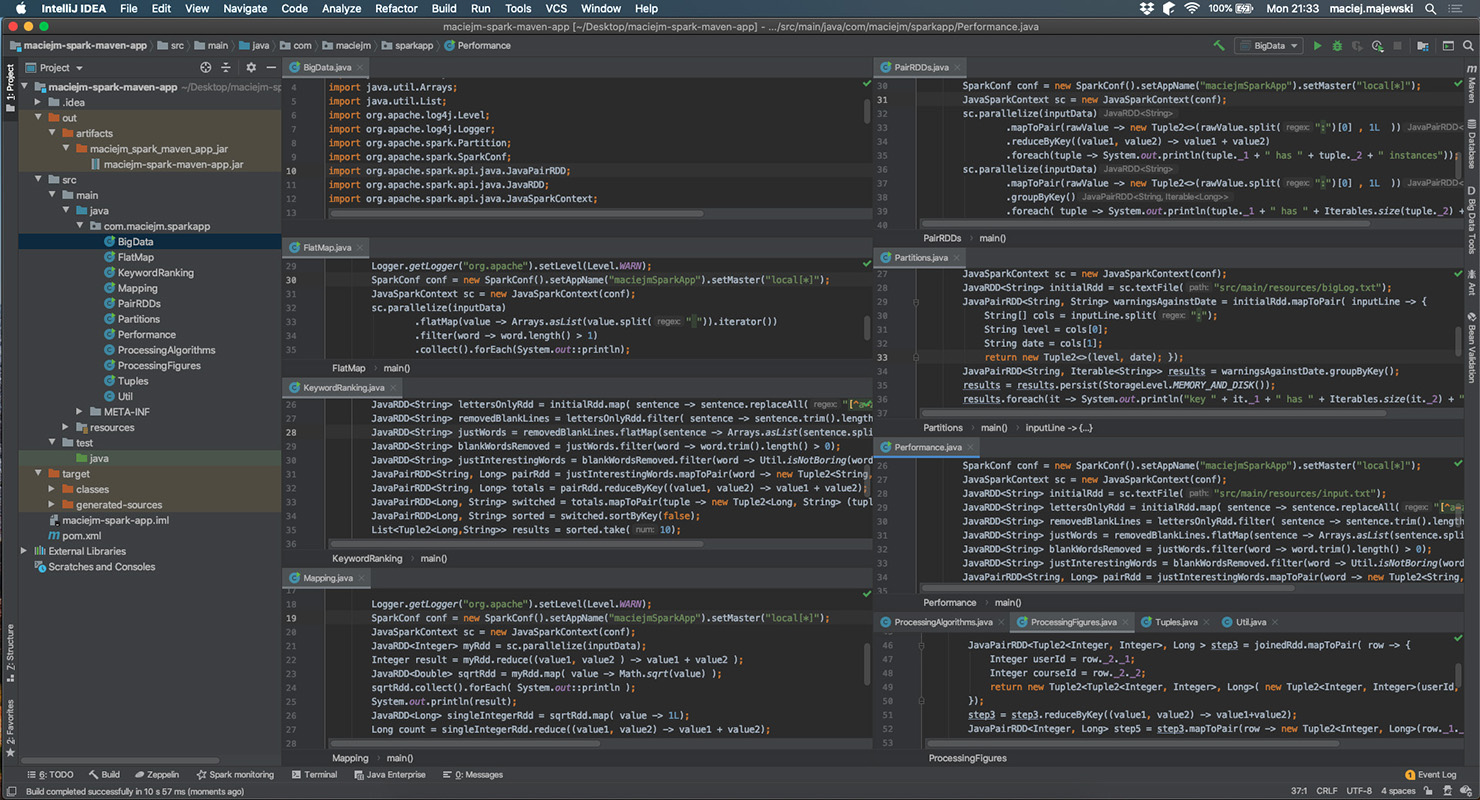 IntelliJ IDEA File Edit View Navigate Code Analyze Refactor Build Run Tools VCS Window Help 100% Mon 21:33 maciej.majewski
maciejm-spark-maven-app [~/Desktop/maciejm-spark-maven-app] - .../src/main/java/com/maciejm/sparkapp/Performance.java
maciejm-spark-maven-app src main java com maciejm sparkapp Performance BigData
1: Project
Z: Structure
2: Favorites
Project
maciejm-spark-maven-app ~/Desktop/maciejm-sp
.idea
out
artifacts
maciejm_spark_maven_app_jar
maciejm-spark-maven-app.jar
src
main
java
com.maciejm.sparkapp
BigData
FlatMap
KeywordRanking
Mapping
PairRDDs
Partitions
Performance
ProcessingAlgorithms
ProcessingFigures
Tuples
Util
META-INF
resources
test
java
target
classes
generated-sources
maciejm-spark-app.iml
pom.xml
External Libraries
Scratches and Consoles
BigData.java
4 import java.util.Arrays;
5 import java.util.List;
6 import org.apache.log4j.Level;
7 import org.apache.log4j.Logger;
8 import org.apache.spark.Partition;
9 import org.apache.spark.SparkConf;
10 import org.apache.spark.api.java.JavaPairRDD;
11 import org.apache.spark.api.java.JavaRDD;
12 import org.apache.spark.api.java.JavaSparkContext;
13
FlatMap.java
29 Logger.getLogger("org.apache").setLevel(Level.WARN);
30 SparkConf conf = new SparkConf().setAppName("maciejmSparkApp").setMaster("local[*]");
31 JavaSparkContext sc = new JavaSparkContext(conf);
32 sc.parallelize(inputData)
33 .flatMap(value -> Arrays.asList(value.split( regex: " ")).iterator())
34 .filter(word -> word.length() > 1)
35 .collect().forEach(System.out::println);
FlatMap main()
KeywordRanking.java
26 JavaRDD<String> lettersOnlyRdd = initialRdd.map( sentence -> sentence.replaceAll( regex: "[^a
27 JavaRDD<String> removedBlankLines = lettersOnlyRdd.filter( sentence -> sentence.trim().length
28 JavaRDD<String> justWords = removedBlankLines.flatMap(sentence -> Arrays.asList(sentence.spli
29 JavaRDD<String> blankWordsRemoved = justWords.filter(word -> word.trim().length() > 0);
30 JavaRDD<String> justInterestingWords = blankWordsRemoved.filter(word -> Util.isNotBoring(word
31 JavaPairRDD<String, Long> pairRdd = justInterestingWords.mapToPair(word -> new Tuple2<String,
32 JavaPairRDD<String, Long> totals = pairRdd.reduceByKey((value1, value2) -> value1 + value2);
33 JavaPairRDD<Long, String> switched = totals.mapToPair(tuple -> new Tuple2<Long, String> (tupl
34 JavaPairRDD<Long, String> sorted = switched.sortByKey(false);
35 List<Tuple2<Long,String>> results = sorted.take( num: 10);
36
KeywordRanking main()
Mapping.java
17
18 Logger.getLogger("org.apache").setLevel(Level.WARN);
19 SparkConf conf = new SparkConf().setAppName("maciejmSparkApp").setMaster("local[*]");
20 JavaSparkContext sc = new JavaSparkContext(conf);
21 JavaRDD<Integer> myRdd = sc.parallelize(inputData);
22 Integer result = myRdd.reduce((value1, value2 ) -> value1 + value2 );
23 JavaRDD<Double> sqrtRdd = myRdd.map( value -> Math.sqrt(value) );
24 sqrtRdd.collect().forEach( System.out::println );
25 System.out.println(result);
26 JavaRDD<Long> singleIntegerRdd = sqrtRdd.map( value -> 1L);
27 Long count = singleIntegerRdd.reduce((value1, value2) -> value1 + value2);
28
Mapping main()
PairRDDs.java
30 SparkConf conf = new SparkConf().setAppName("maciejmSparkApp").setMaster("local[*]");
31 JavaSparkContext sc = new JavaSparkContext(conf);
32 sc.parallelize(inputData) JavaRDD<String>
33 .mapToPair(rawValue -> new Tuple2<>(rawValue.split( regex: ":")[0] , 1L )) JavaPairRDD<St
34 .reduceByKey((value1, value2) -> value1 + value2)
35 .foreach(tuple -> System.out.println(tuple._1 + " has " + tuple._2 + " instances"));
36 sc.parallelize(inputData) JavaRDD<String>
37 .mapToPair(rawValue -> new Tuple2<>(rawValue.split( regex: ":")[0] , 1L )) JavaPairRDD<St
38 .groupByKey() JavaPairRDD<String, Iterable<Long>>
39 .foreach( tuple -> System.out.println(tuple._1 + " has " + Iterables.size(tuple._2) +
40
PairRDDs main()
Partitions.java
27 JavaSparkContext sc = new JavaSparkContext(conf);
28 JavaRDD<String> initialRdd = sc.textFile( path: "src/main/resources/bigLog.txt");
29 JavaPairRDD<String, String> warningsAgainstDate = initialRdd.mapToPair( inputLine -> {
30 String[] cols = inputLine.split( regex: ":");
31 String level = cols[0];
32 String date = cols[1];
33 return new Tuple2<>(level, date); });
34 JavaPairRDD<String, Iterable<String>> results = warningsAgainstDate.groupByKey();
35 results = results.persist(StorageLevel.MEMORY_AND_DISK());
36 results.foreach(it -> System.out.println("key " + it._1 + " has " + Iterables.size(it._2) + "
37
Partitions main() inputLine -> {...}
Performance.java
26 SparkConf conf = new SparkConf().setAppName("maciejmSparkApp").setMaster("local[*]");
27 JavaSparkContext sc = new JavaSparkContext(conf);
28 JavaRDD<String> initialRdd = sc.textFile( path: "src/main/resources/input.txt");
29 JavaRDD<String> lettersOnlyRdd = initialRdd.map( sentence -> sentence.replaceAll( regex: "[^a-
30 JavaRDD<String> removedBlankLines = lettersOnlyRdd.filter( sentence -> sentence.trim().length
31 JavaRDD<String> justWords = removedBlankLines.flatMap(sentence -> Arrays.asList(sentence.spli
32 JavaRDD<String> blankWordsRemoved = justWords.filter(word -> word.trim().length() > 0);
33 JavaRDD<String> justInterestingWords = blankWordsRemoved.filter(word -> Util.isNotBoring(word
34 JavaPairRDD<String, Long> pairRdd = justInterestingWords.mapToPair(word -> new Tuple2<String,
35
Performance main()
ProcessingAlgorithms.java ProcessingFigures.java Tuples.java Util.java
46 JavaPairRDD<Tuple2<Integer, Integer>, Long > step3 = joinedRdd.mapToPair( row -> {
47 Integer userId = row._2._1;
48 Integer courseId = row._2._2;
49 return new Tuple2<Tuple2<Integer, Integer>, Long>( new Tuple2<Integer, Integer>(userId,
50 });
51 step3 = step3.reduceByKey((value1, value2) -> value1+value2);
52 JavaPairRDD<Integer, Long> step5 = step3.mapToPair(row -> new Tuple2<Integer, Long>(row._1._
53
ProcessingFigures
Maven
Database
Big Data Tools
Ant
Bean Validation
6: TODO Build Zeppelin Spark monitoring Terminal Java Enterprise 0: Messages 1 Event Log
Build completed successfully in 10 s 57 ms (moments ago) 37:1 CRLF UTF-8 4 spaces